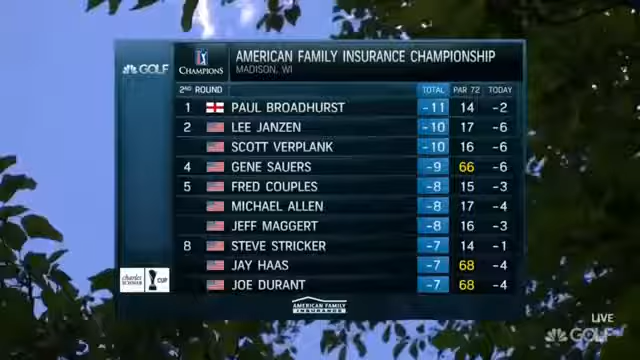 GOLF
CHAMPIONS
AMERICAN FAMILY INSURANCE CHAMPIONSHIP
MADISON, WI
2ND ROUND TOTAL PAR 72 TODAY
1 PAUL BROADHURST -11 14 -2
2 LEE JANZEN -10 17 -6
SCOTT VERPLANK -10 16 -6
4 GENE SAUERS -9 66 -6
5 FRED COUPLES -8 15 -3
MICHAEL ALLEN -8 17 -4
JEFF MAGGERT -8 16 -3
8 STEVE STRICKER -7 14 -1
JAY HAAS -7 68 -4
JOE DURANT -7 68 -4
charles SCHWAB CUP
AMERICAN FAMILY
INSURANCE
LIVE
GOLF